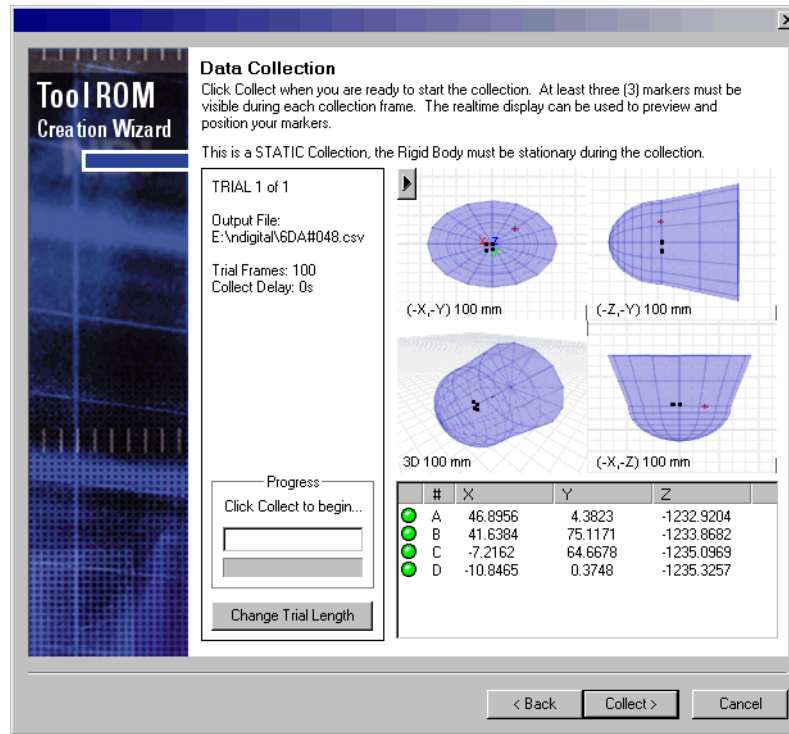 Tool ROM
Creation Wizard
Data Collection
Click Collect when you are ready to start the collection. At least three (3) markers must be
visible during each collection frame. The realtime display can be used to preview and
position your markers.
This is a STATIC Collection, the Rigid Body must be stationary during the collection.
TRIAL 1 of 1
Output File:
E:\ndigital\6DA#048.csv
Trial Frames: 100
Collect Delay: 0s
X Z
Y
(-X,-Y) 100 mm
(-Z,-Y) 100 mm
3D 100 mm
(-X,-Z) 100 mm
Progress
Click Collect to begin...
Change Trial Length
# X Y Z
A 46.8956 4.3823 -1232.9204
B 41.6384 75.1171 -1233.8682
C -7.2162 64.6678 -1235.0969
D -10.8465 0.3748 -1235.3257
< Back
Collect >
Cancel